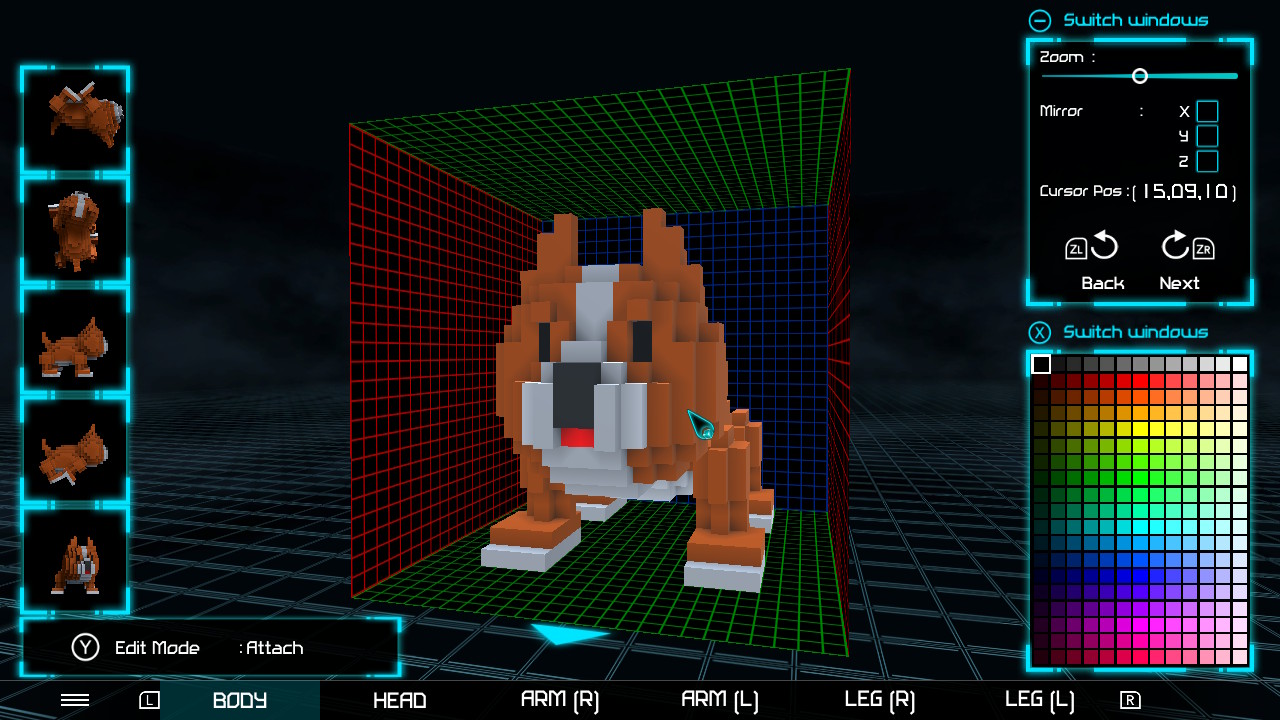 Switch windows
Zoom :
Mirror : X
Y
Z
Cursor Pos :( 15,09,10 )
ZL ZR
Back Next
X Switch windows
Y Edit Mode :Attach
L BODY HEAD ARM (R) ARM (L) LEG (R) LEG (L) R